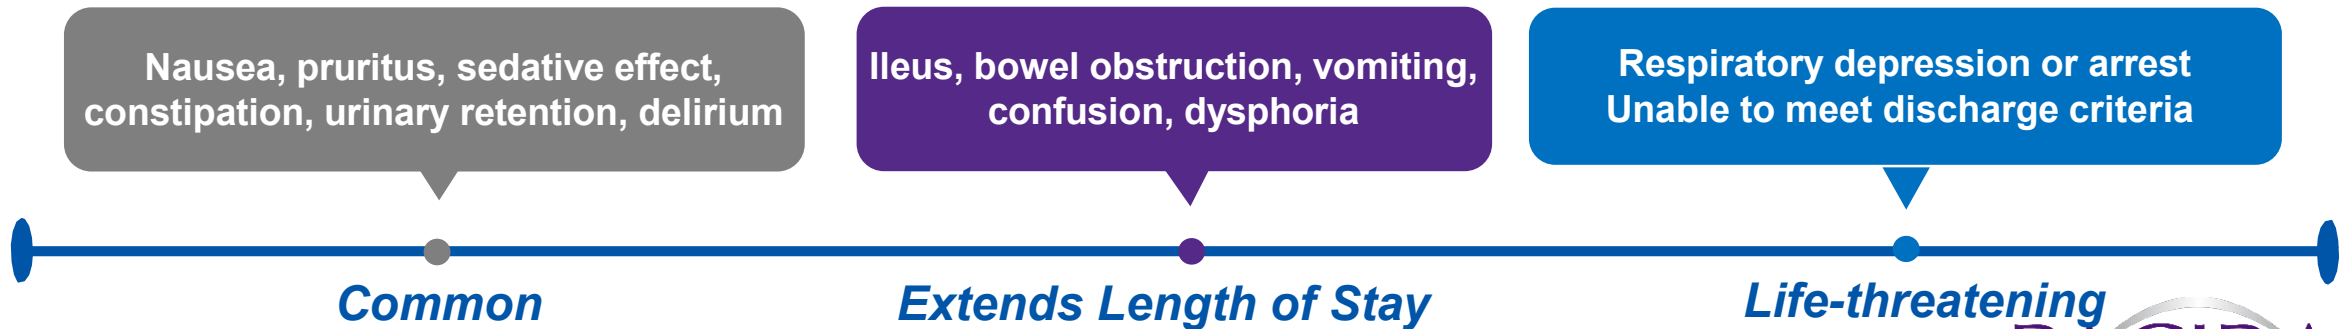 Nausea, pruritus, sedative effect,
constipation, urinary retention, delirium
Ileus, bowel obstruction, vomiting,
confusion, dysphoria
Respiratory depression or arrest
Unable to meet discharge criteria
Common
Extends Length of Stay
Life-threatening